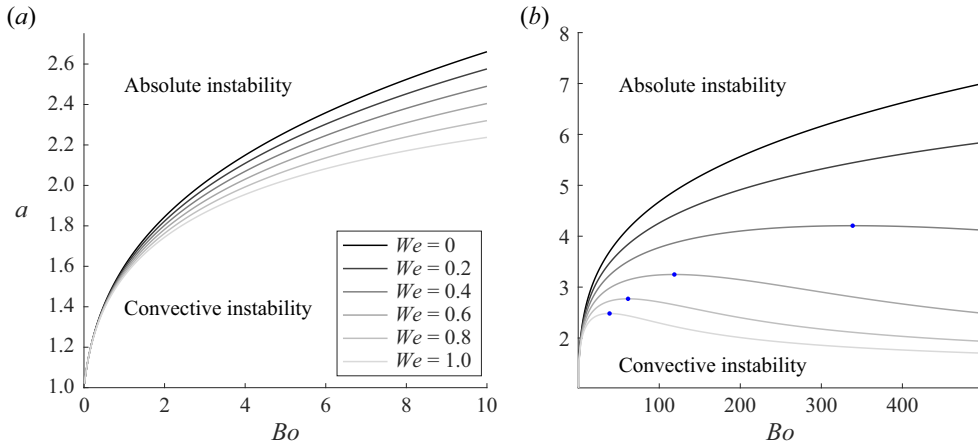 (a)
2.6
2.4
2.2
2.0
1.8
1.6
1.4
1.2
1.0
a
Absolute instability
Convective instability
We = 0
We = 0.2
We = 0.4
We = 0.6
We = 0.8
We = 1.0
0 2 4 6 8 10
Bo
(b)
8
7
6
5
4
3
2
Absolute instability
Convective instability
100 200 300 400
Bo